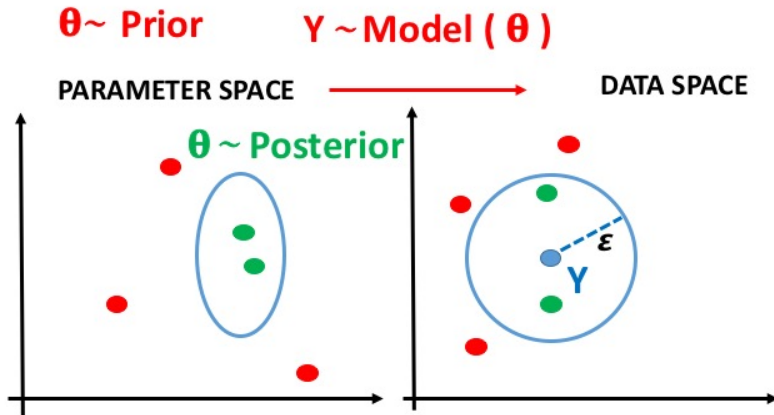 θ ~ Prior
Y ~ Model ( θ )
PARAMETER SPACE
DATA SPACE
θ ~ Posterior
ε
Y